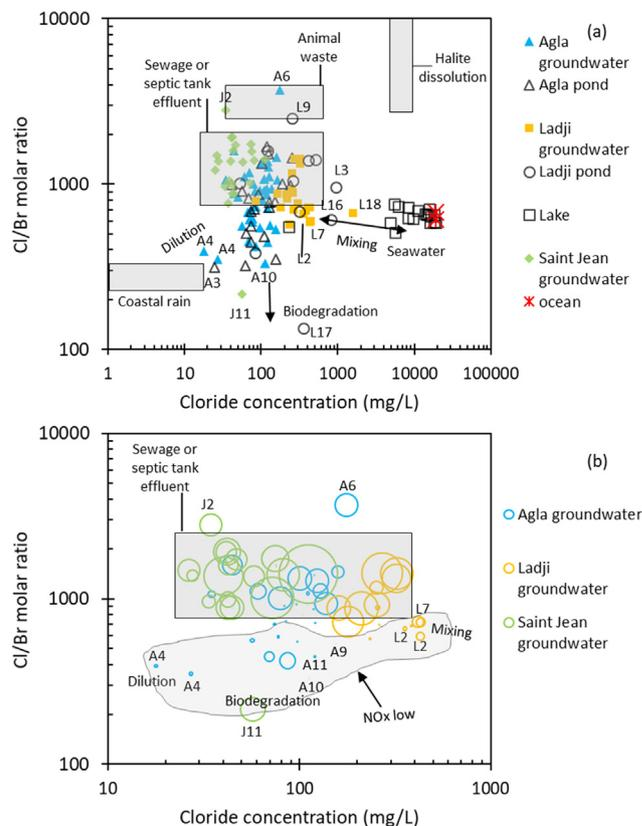 10000
1000
100
1
10
100
1000
10000
100000
Cl/Br molar ratio
Cloride concentration (mg/L)
(a)
Animal
waste
Sewage or
septic tank
effluent
Halite
dissolution
J2
A6
L9
L3
L16
L18
L7
L2
Mixing
Seawater
Dilution
A4
A4
A3
A10
Coastal rain
J11
Biodegradation
L17
Agla
groundwater
Agla pond
Ladji
groundwater
Ladji pond
Lake
Saint Jean
groundwater
ocean
10000
1000
100
10
100
1000
Cl/Br molar ratio
Cloride concentration (mg/L)
(b)
Sewage or
septic tank
effluent
J2
A6
L7
L2
L2
Mixing
A9
A11
A10
A4
A4
Dilution
Biodegradation
J11
NOx low
Agla groundwater
Ladji
groundwater
Saint Jean
groundwater